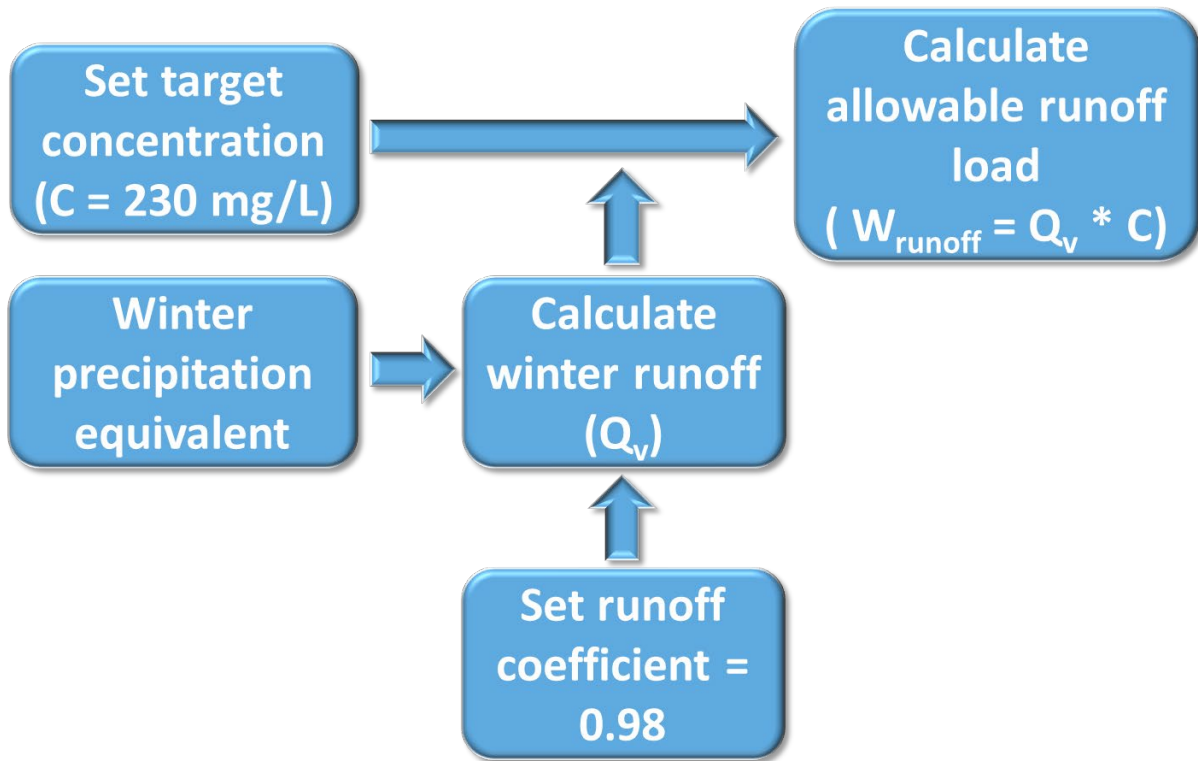 Set target
concentration
(C = 230 mg/L)
Calculate
allowable runoff
load
( Wrunoff = Qv * C)
Winter
precipitation
equivalent
Calculate
winter runoff
(Qv)
Set runoff
coefficient =
0.98